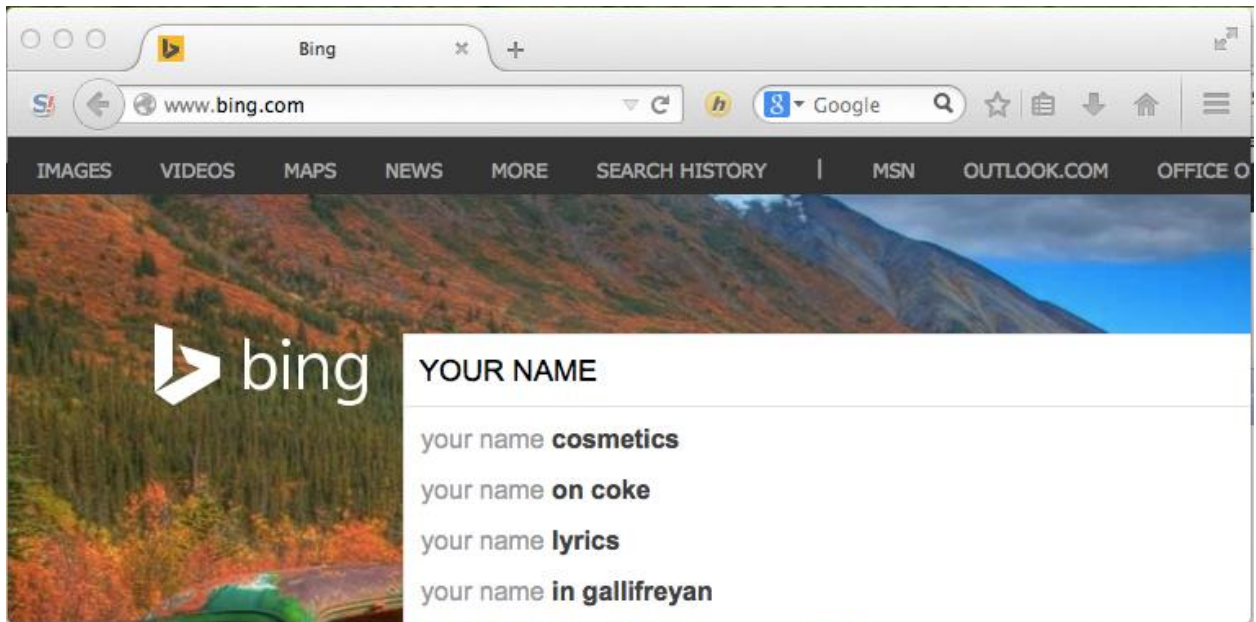 Bing
www.bing.com
Google
IMAGES VIDEOS MAPS NEWS MORE SEARCH HISTORY | MSN OUTLOOK.COM OFFICE O
bing
YOUR NAME
your name cosmetics
your name on coke
your name lyrics
your name in gallifreyan